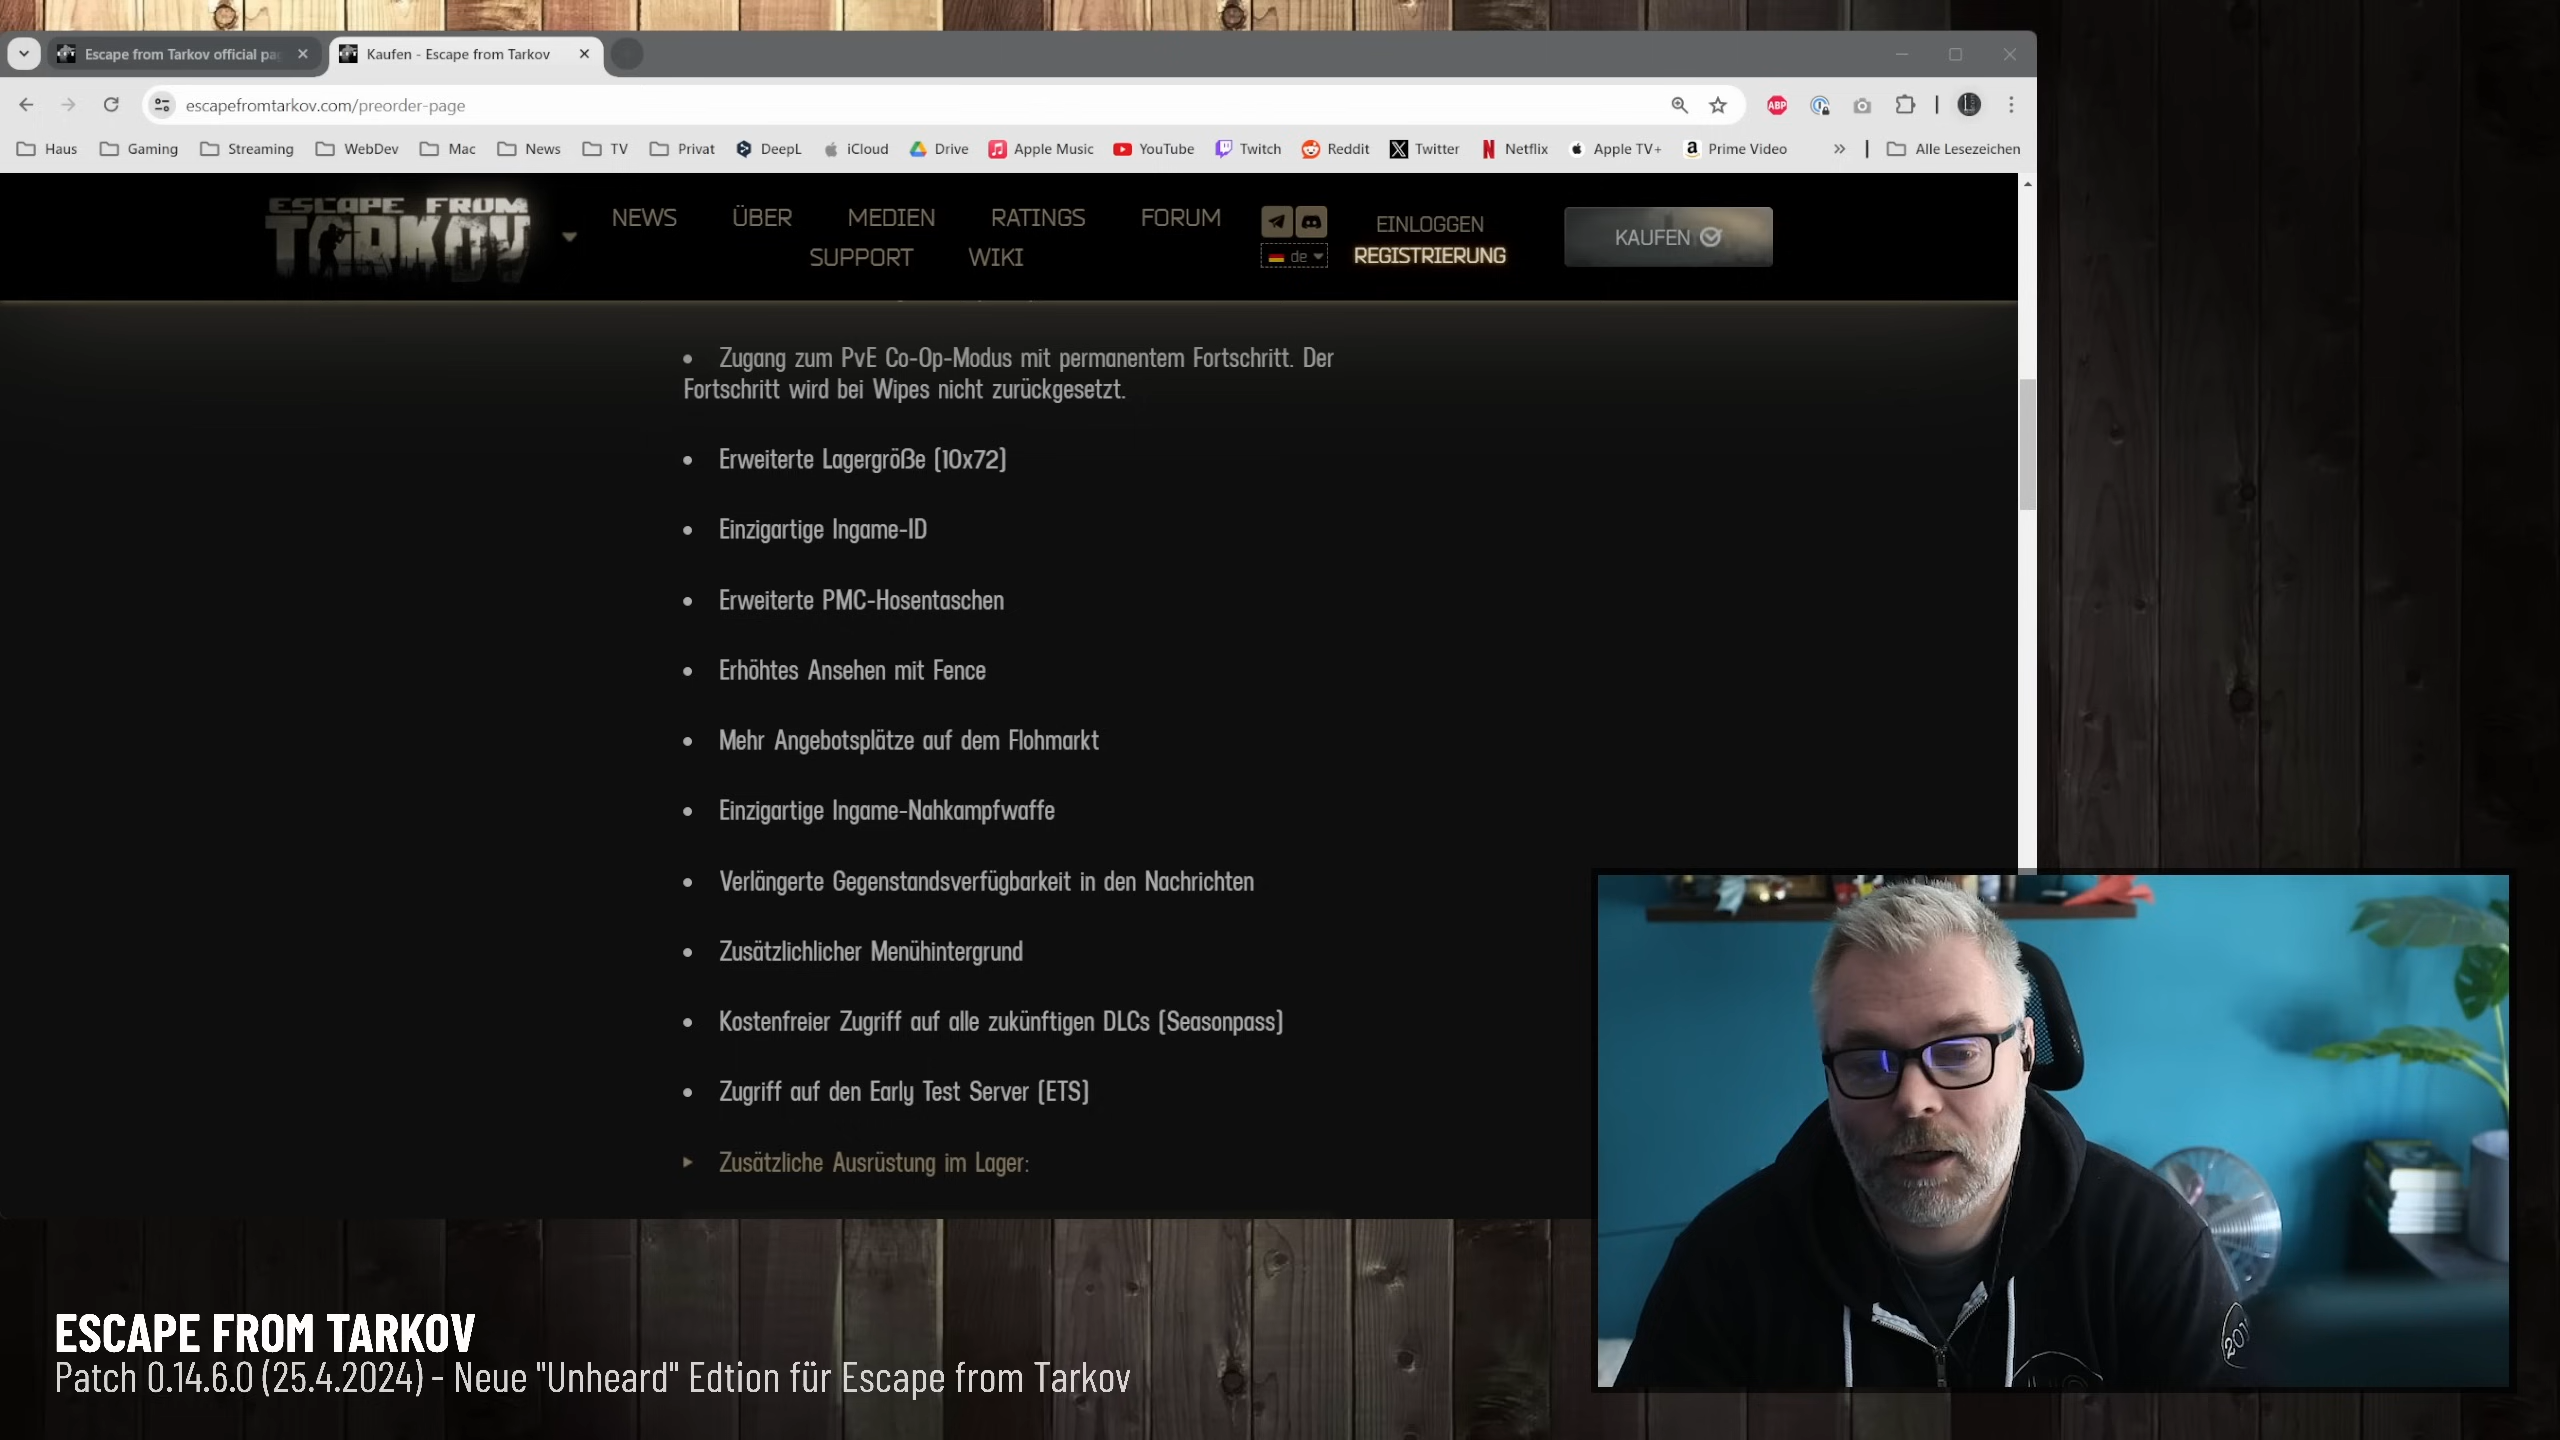 Escape from Tarkov official pa
Kaufen - Escape from Tarkov
escapefromtarkov.com/preorder-page
ABP
Haus
Gaming
Streaming
WebDev
Mac
News
TV
Privat
DeepL
iCloud
Drive
Apple Music
YouTube
Twitch
Reddit
Twitter
Netflix
Apple TV+
Prime Video
Alle Lesezeichen
ESCAPE FROM
TARKOV
NEWS
ÜBER
MEDIEN
RATINGS
FORUM
SUPPORT
WIKI
de
EINLOGGEN
REGISTRIERUNG
KAUFEN
• Zugang zum PvE Co-Op-Modus mit permanentem Fortschritt. Der
Fortschritt wird bei Wipes nicht zurückgesetzt.
• Erweiterte Lagergröße (10x72)
• Einzigartige Ingame-ID
• Erweiterte PMC-Hosentaschen
• Erhöhtes Ansehen mit Fence
• Mehr Angebotsplätze auf dem Flohmarkt
• Einzigartige Ingame-Nahkampfwaffe
• Verlängerte Gegenstandsverfügbarkeit in den Nachrichten
• Zusätzlichlicher Menühintergrund
• Kostenfreier Zugriff auf alle zukünftigen DLCs (Seasonpass)
• Zugriff auf den Early Test Server (ETS)
Zusätzliche Ausrüstung im Lager:
ESCAPE FROM TARKOV
Patch 0.14.6.0 (25.4.2024) - Neue "Unheard" Edtion für Escape from Tarkov